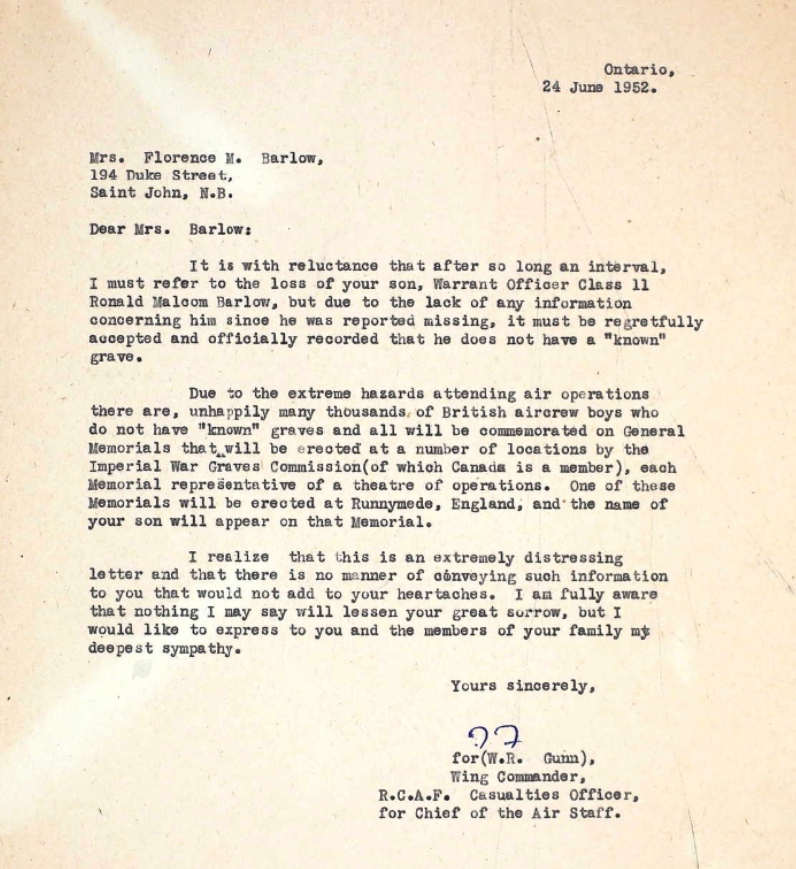 Ontario,
24 June 1952.
Mrs. Florence M. Barlow,
194 Duke Street,
Saint John, N.B.
Dear Mrs. Barlow:
It is with reluctance that after so long an interval,
I must refer to the loss of your son, Warrant Officer Class 11
Ronald Malcom Barlow, but due to the lack of any information
concerning him since he was reported missing, it must be regretfully
accepted and officially recorded that he does not have a "known"
grave.
Due to the extreme hazards attending air operations
there are, unhappily many thousands of British aircrew boys who
do not have "known" graves and all will be commemorated on General
Memorials that will be erected at a number of locations by the
Imperial War Graves Commission(of which Canada is a member), each
Memorial representative of a theatre of operations. One of these
Memorials will be erected at Runnymede, England, and the name of
your son will appear on that Memorial.
I realize that this is an extremely distressing
letter and that there is no manner of conveying such information
to you that would not add to your heartaches. I am fully aware
that nothing I may say will lessen your great sorrow, but I
would like to express to you and the members of your family my
deepest sympathy.
Yours sincerely,
for(W.R. Gunn),
Wing Commander,
R.C.A.F. Casualties Officer,
for Chief of the Air Staff.